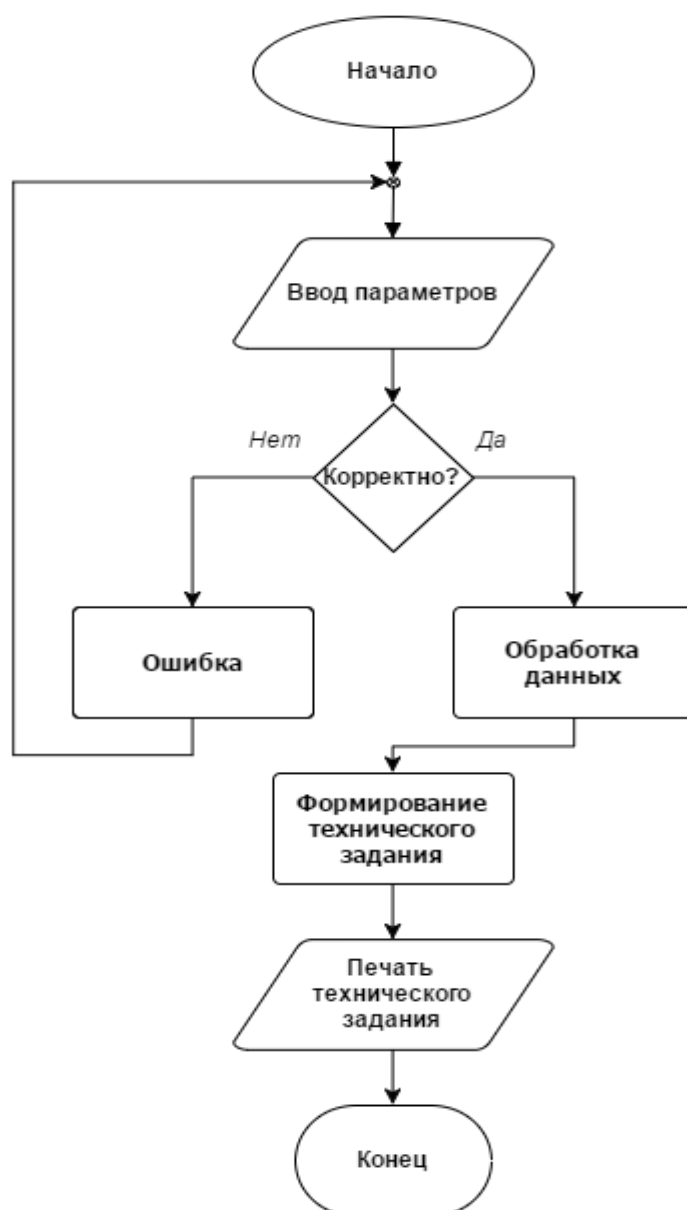 Начало
Ввод параметров
Нет
Да
Корректно?
Ошибка
Обработка
данных
Формирование
технического
задания
Печать
технического
задания
Конец